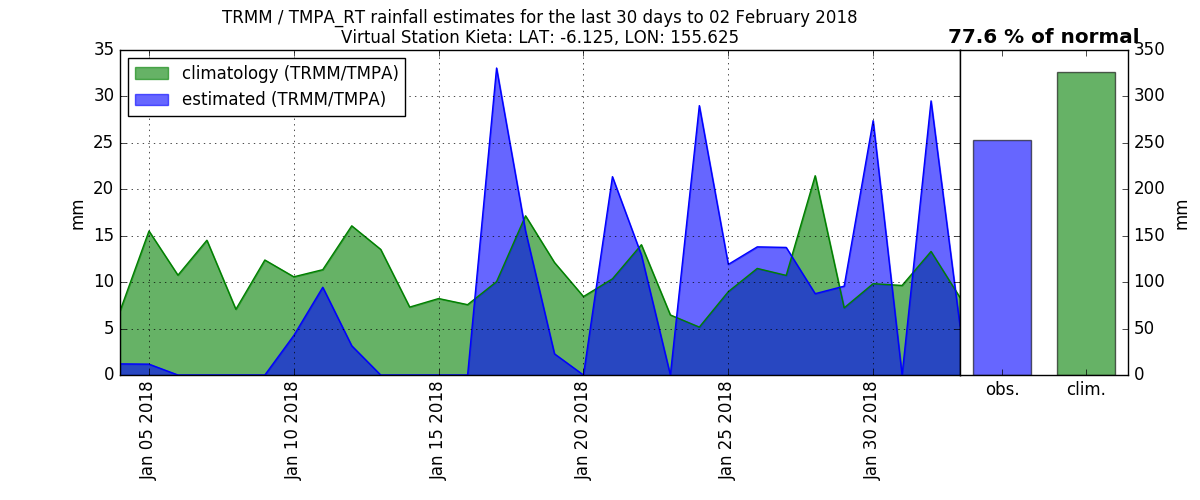 TRMM / TMPA_RT rainfall estimates for the last 30 days to 02 February 2018
Virtual Station Kieta: LAT: -6.125, LON: 155.625
77.6 % of normal
climatology (TRMM/TMPA)
estimated (TRMM/TMPA)
35
30
25
20
15
10
5
0
mm
Jan 05 2018
Jan 10 2018
Jan 15 2018
Jan 20 2018
Jan 25 2018
Jan 30 2018
obs.
clim.
350
300
250
200
150
100
50
0
mm